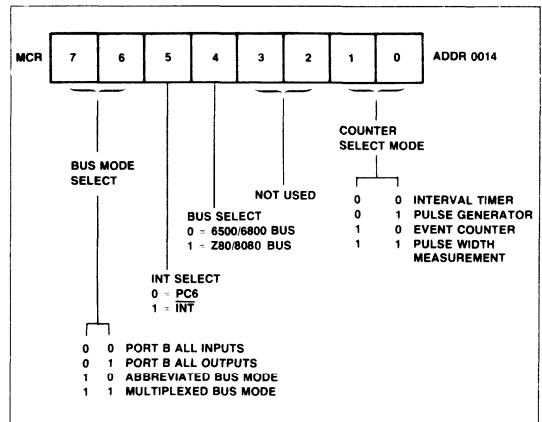 MCR 7 6 5 4 3 2 1 0 ADDR 0014
COUNTER
SELECT MODE
BUS MODE
SELECT
NOT USED
0 0 INTERVAL TIMER
0 1 PULSE GENERATOR
1 0 EVENT COUNTER
1 1 PULSE WIDTH
MEASUREMENT
BUS SELECT
0 = 6500/6800 BUS
1 = Z80/8080 BUS
INT SELECT
0 = PC6
1 = INT
0 0 PORT B ALL INPUTS
0 1 PORT B ALL OUTPUTS
1 0 ABBREVIATED BUS MODE
1 1 MULTIPLEXED BUS MODE